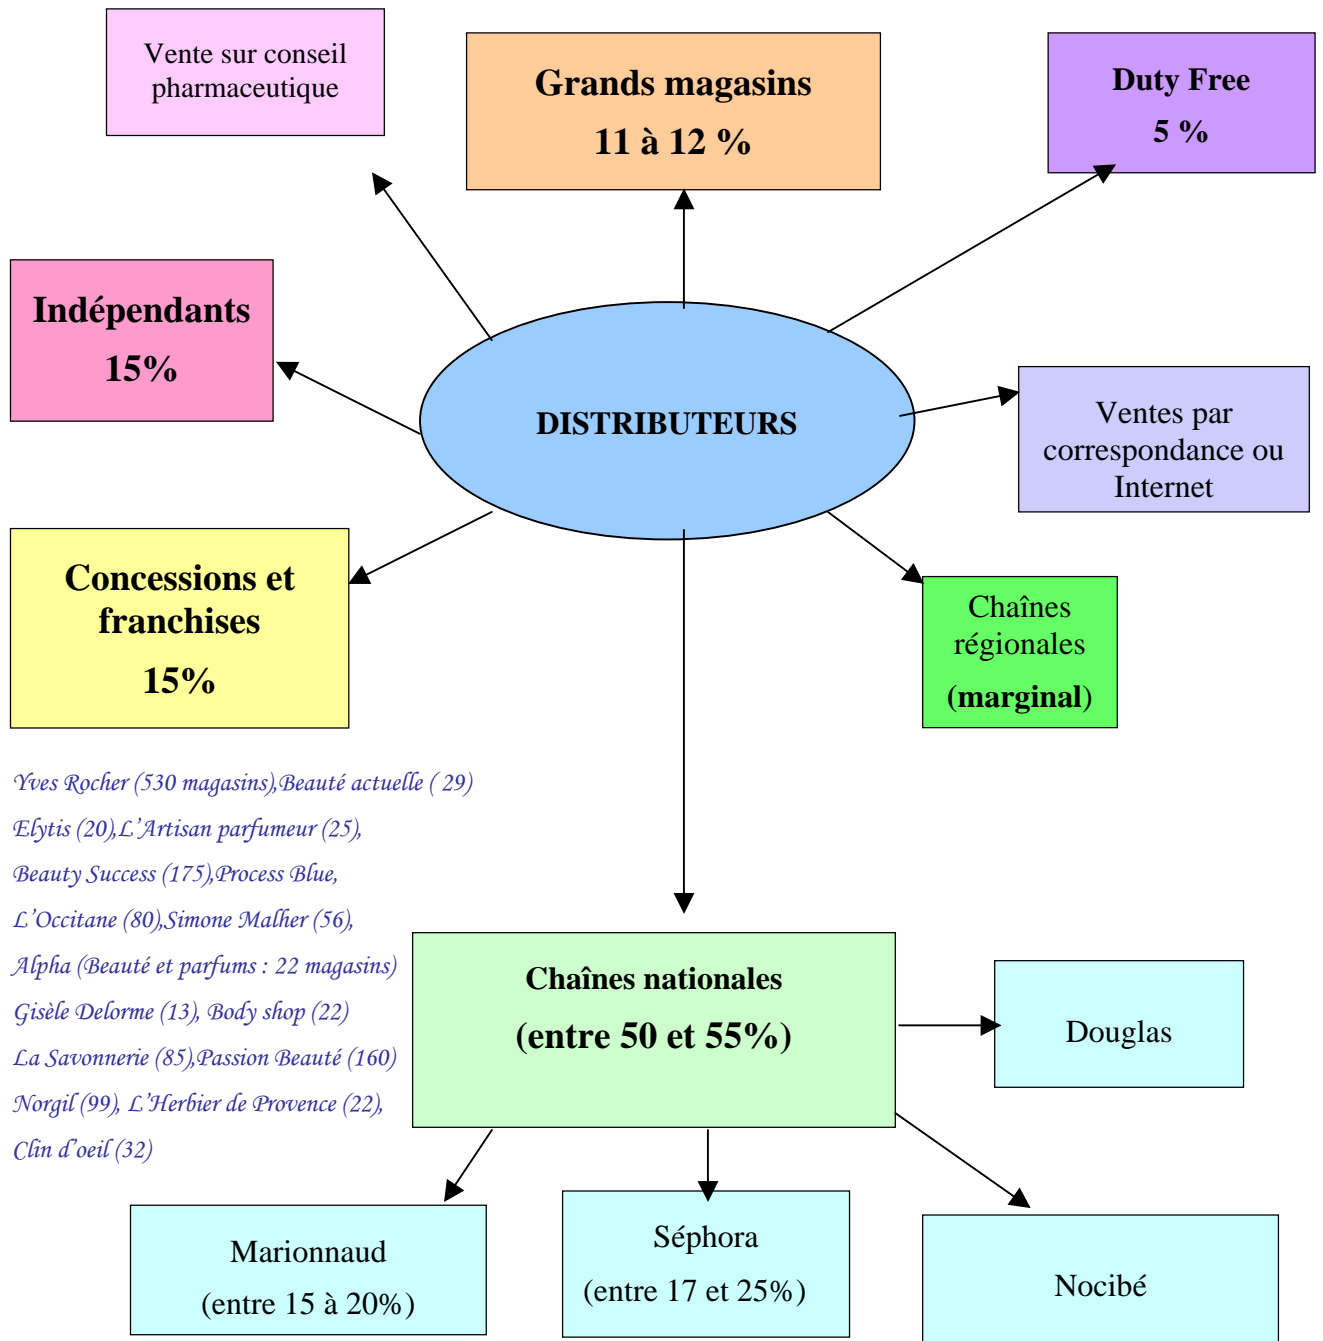 Vente sur conseil
pharmaceutique
Grands magasins
11 à 12 %
Duty Free
5 %
Indépendants
15%
DISTRIBUTEURS
Ventes par
correspondance ou
Internet
Concessions et
franchises
15%
Chaînes
régionales
(marginal)
Yves Rocher (530 magasins),Beauté actuelle ( 29)
Elytis (20),L'Artisan parfumeur (25),
Beauty Success (175),Process Blue,
L'Occitane (80),Simone Malher (56),
Alpha (Beauté et parfums : 22 magasins)
Gisèle Delorme (13), Body shop (22)
La Savonnerie (85),Passion Beauté (160)
Norgil (99), L'Herbier de Provence (22),
Clin d'oeil (32)
Chaînes nationales
(entre 50 et 55%)
Douglas
Marionnaud
(entre 15 à 20%)
Séphora
(entre 17 et 25%)
Nocibé